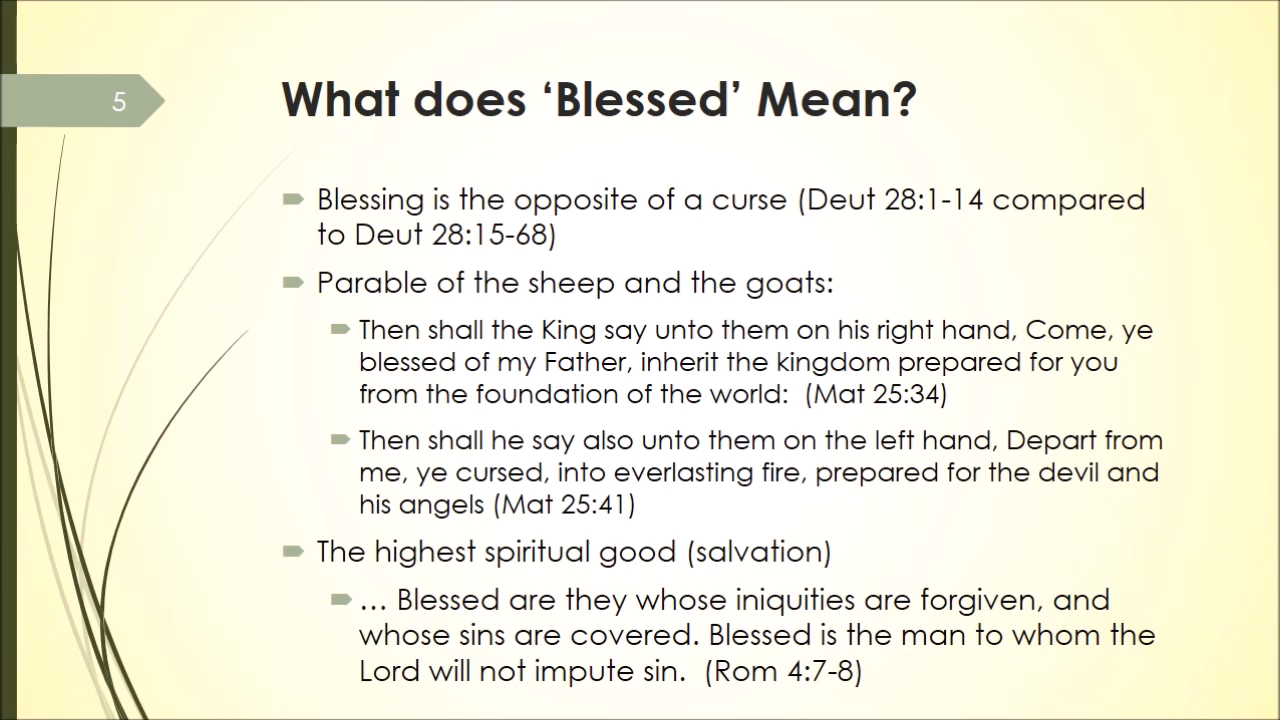 5
What does ‘Blessed’ Mean?
Blessing is the opposite of a curse (Deut 28:1-14 compared
to Deut 28:15-68)
Parable of the sheep and the goats:
Then shall the King say unto them on his right hand, Come, ye
blessed of my Father, inherit the kingdom prepared for you
from the foundation of the world:  (Mat 25:34)
Then shall he say also unto them on the left hand, Depart from
me, ye cursed, into everlasting fire, prepared for the devil and
his angels (Mat 25:41)
The highest spiritual good (salvation)
… Blessed are they whose iniquities are forgiven, and
whose sins are covered. Blessed is the man to whom the
Lord will not impute sin.  (Rom 4:7-8)